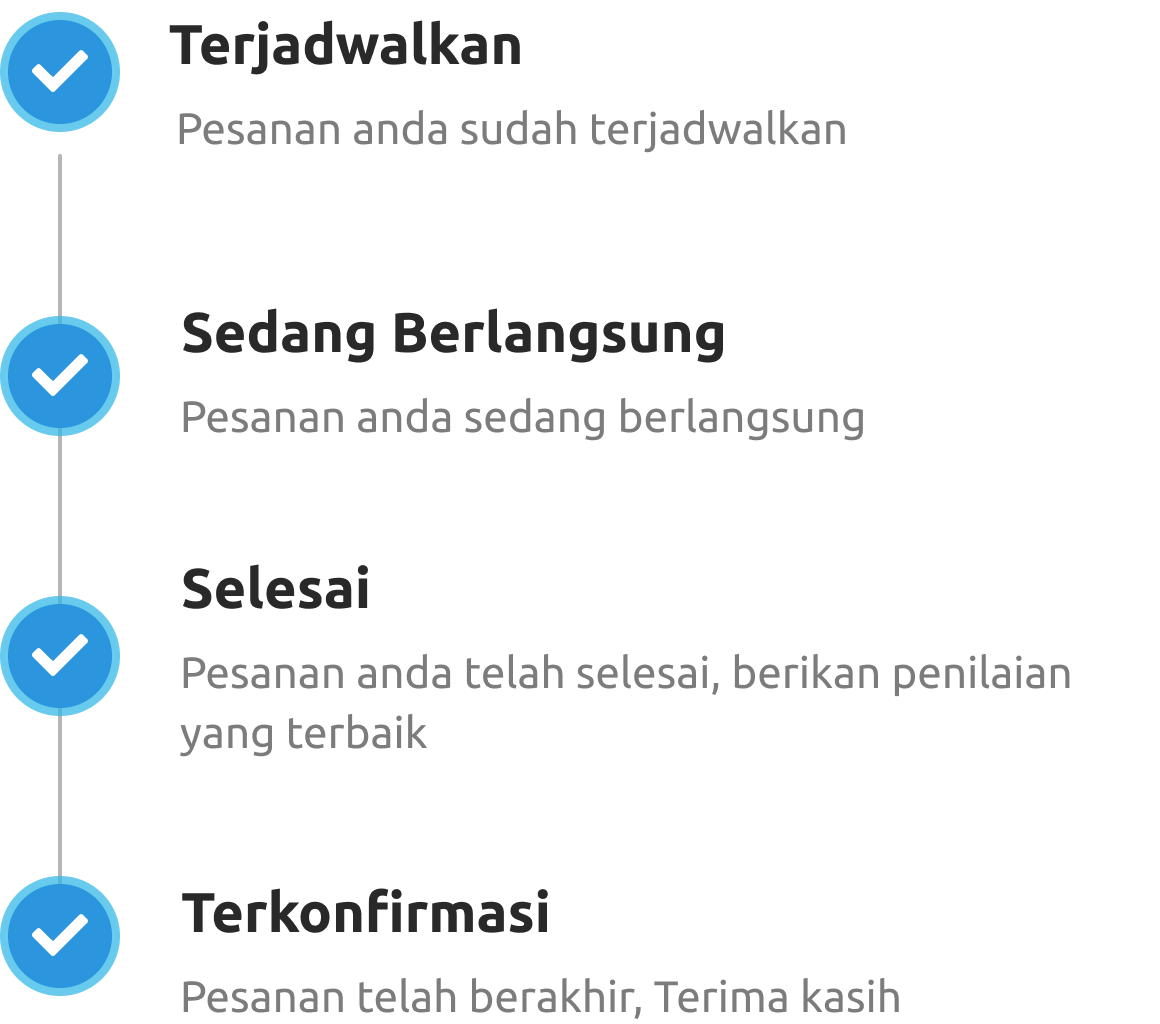 Terjadwalkan
Pesanan anda sudah terjadwalkan
Sedang Berlangsung
Pesanan anda sedang berlangsung
Selesai
Pesanan anda telah selesai, berikan penilaian
yang terbaik
Terkonfirmasi
Pesanan telah berakhir, Terima kasih